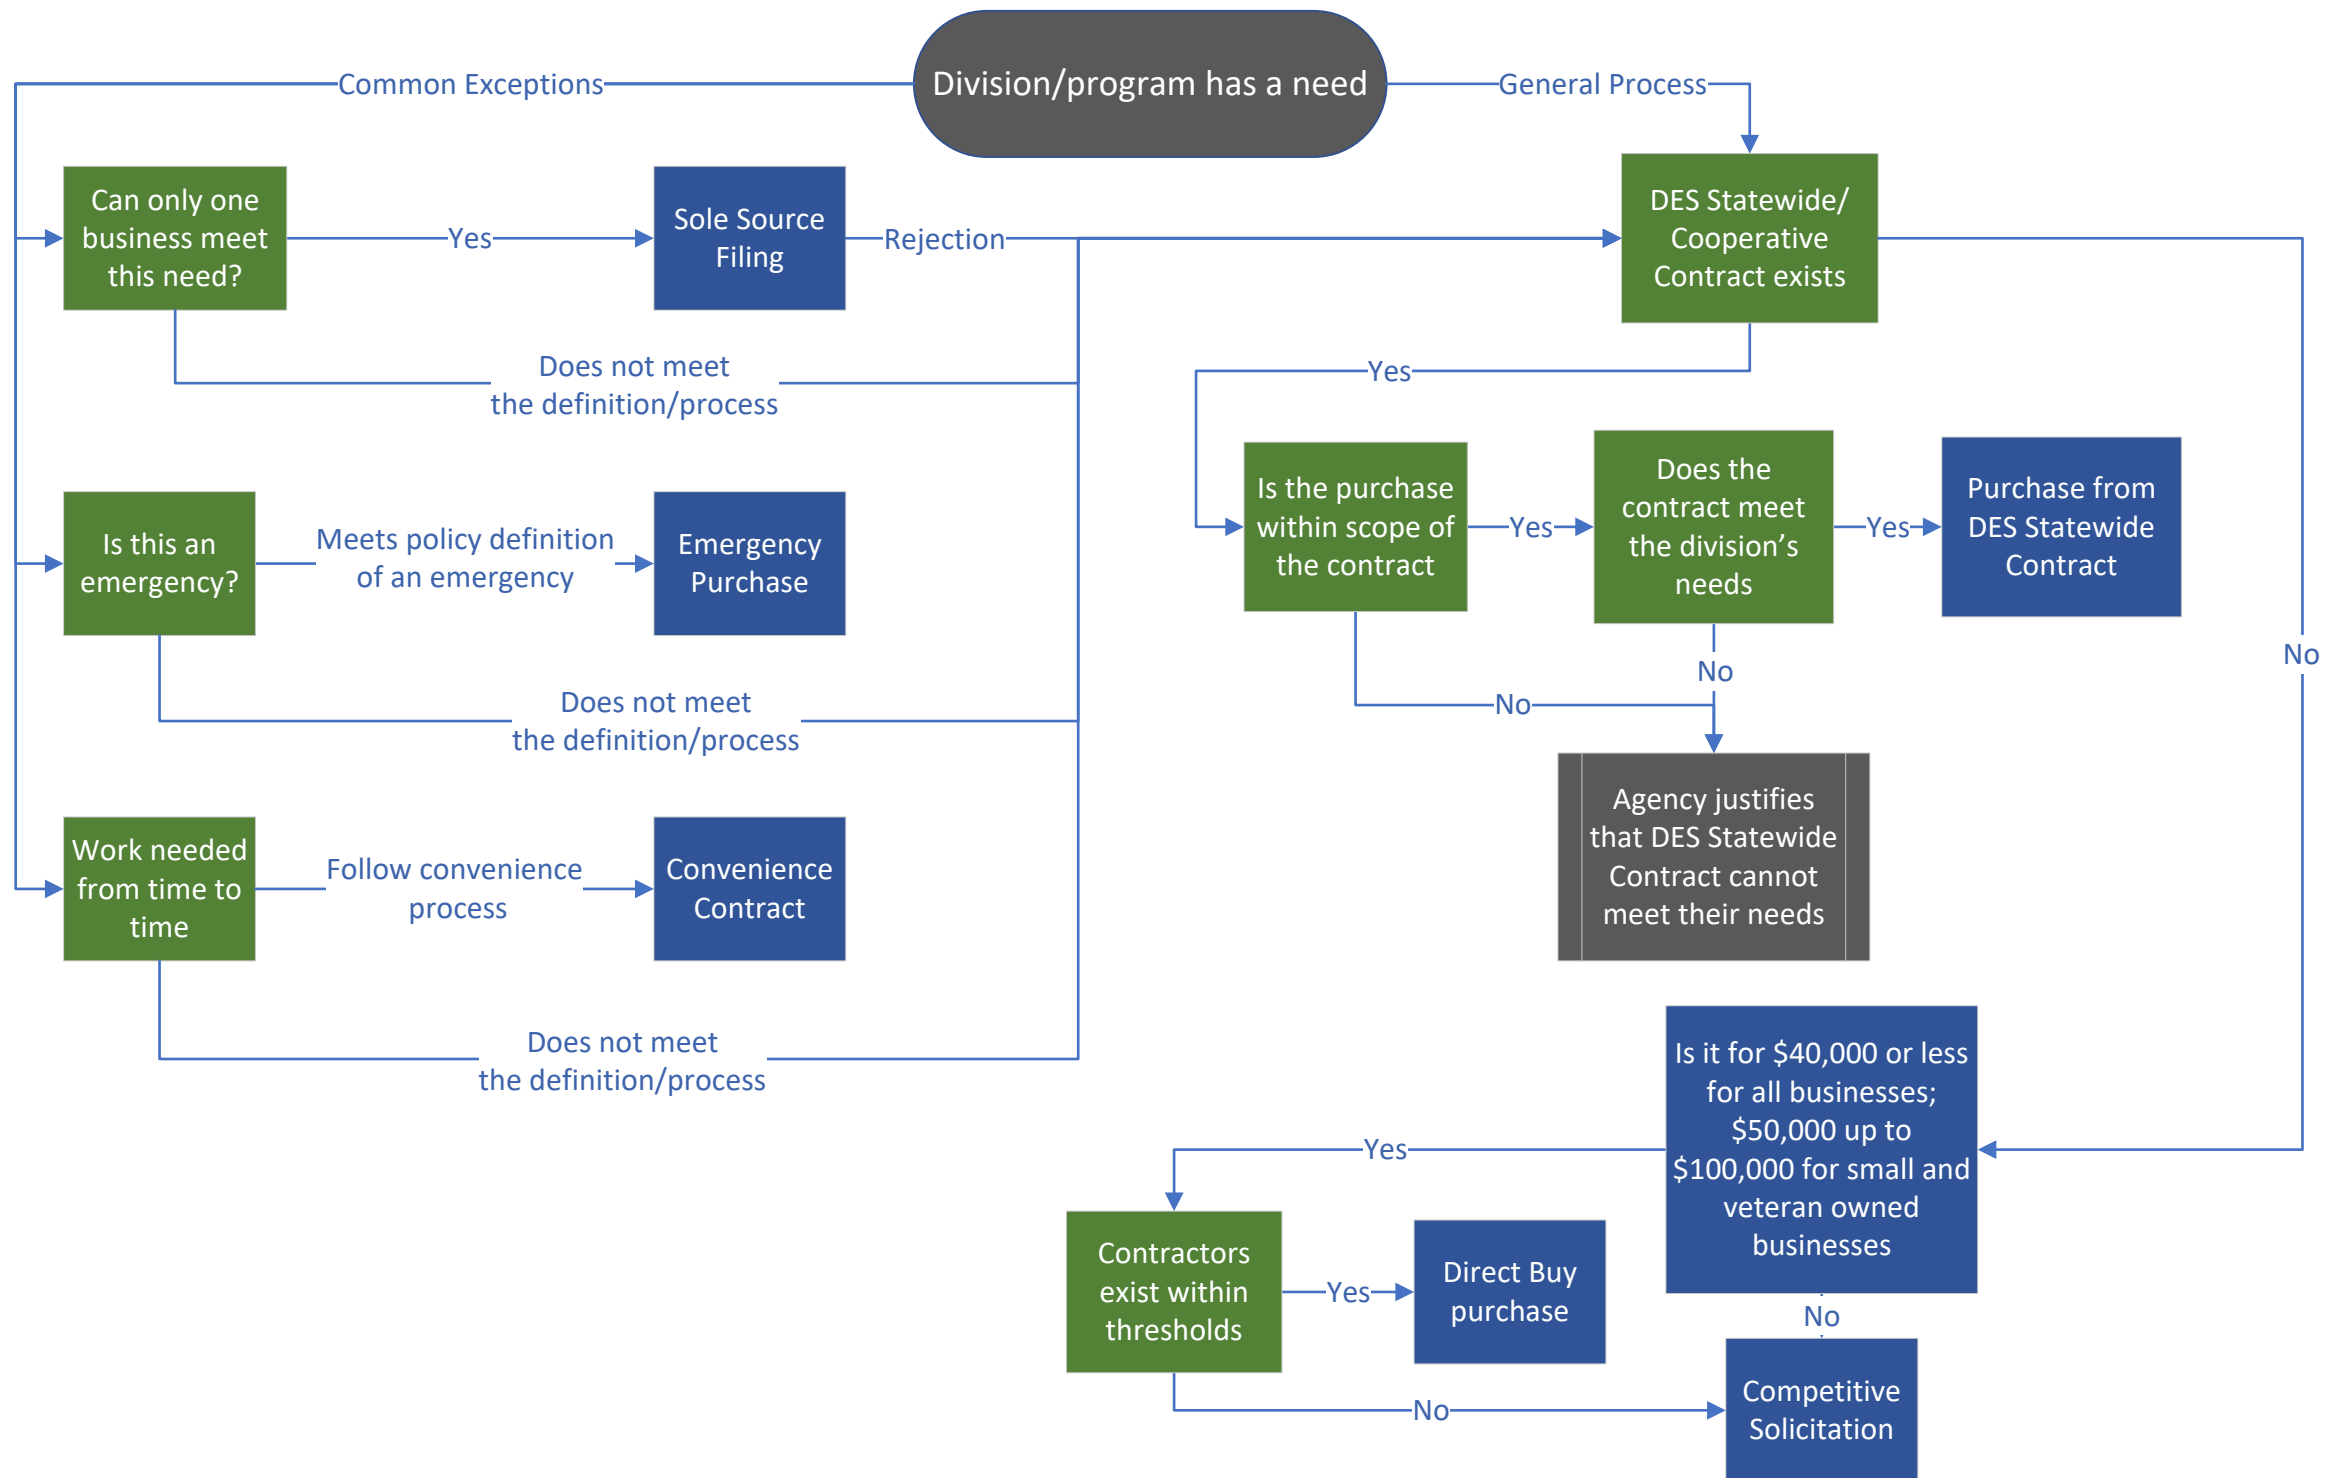 Division/program has a need
Common Exceptions
General Process
Can only one
business meet
this need?
Yes
Sole Source
Filing
Rejection
DES Statewide/
Cooperative
Contract exists
Does not meet
the definition/process
Yes
No
Is this an
emergency?
Meets policy definition
of an emergency
Emergency
Purchase
Does not meet
the definition/process
Is the purchase
within scope of
the contract
Yes
Does the
contract meet
the division’s
needs
Yes
Purchase from
DES Statewide
Contract
No
No
Work needed
from time to
time
Follow convenience
process
Convenience
Contract
Does not meet
the definition/process
Agency justifies
that DES Statewide
Contract cannot
meet their needs
Is it for $40,000 or less
for all businesses;
$50,000 up to
$100,000 for small and
veteran owned
businesses
Yes
Contractors
exist within
thresholds
Yes
Direct Buy
purchase
No
No
Competitive
Solicitation